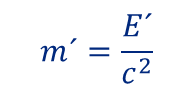 m´ = E´/c²